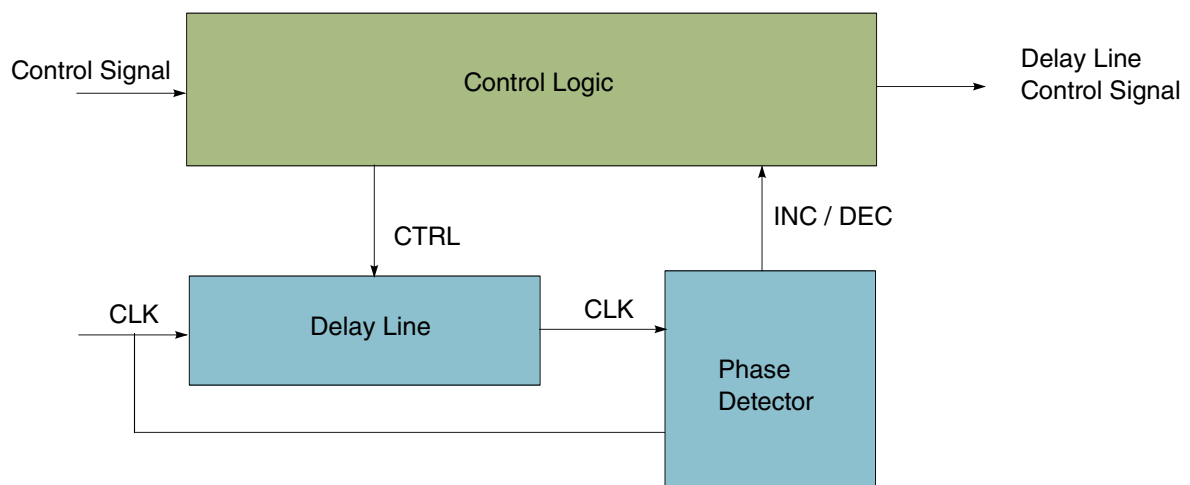 Control Signal
Control Logic
Delay Line
Control Signal
CTRL
INC / DEC
CLK
Delay Line
CLK
Phase
Detector